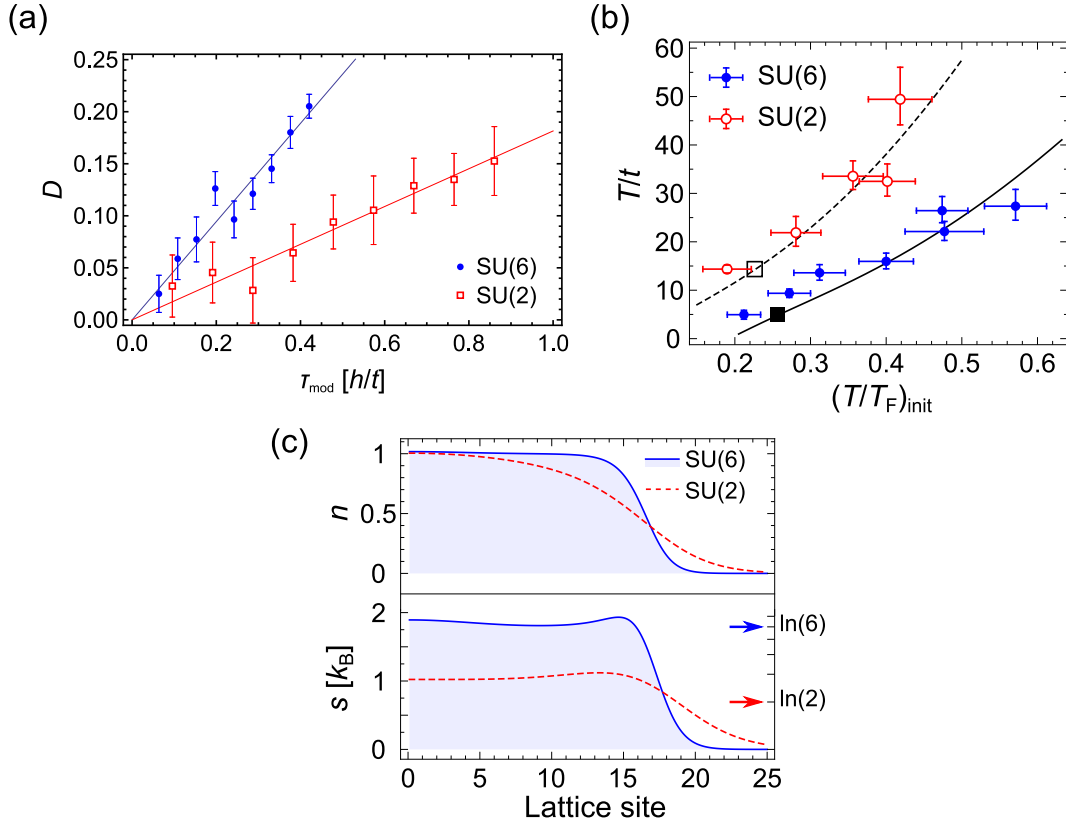 (a)
0.25
0.20
0.15
0.10
0.05
0.00
D
0.0 0.2 0.4 0.6 0.8 1.0
τmod [h/t]
SU(6)
SU(2)
(b)
60
50
40
30
20
10
0
T/t
0.2 0.3 0.4 0.5 0.6
(T/TF)init
SU(6)
SU(2)
(c)
1
0.5
0
n
SU(6)
SU(2)
2
1
0
s [kB]
ln(6)
ln(2)
0 5 10 15 20 25
Lattice site